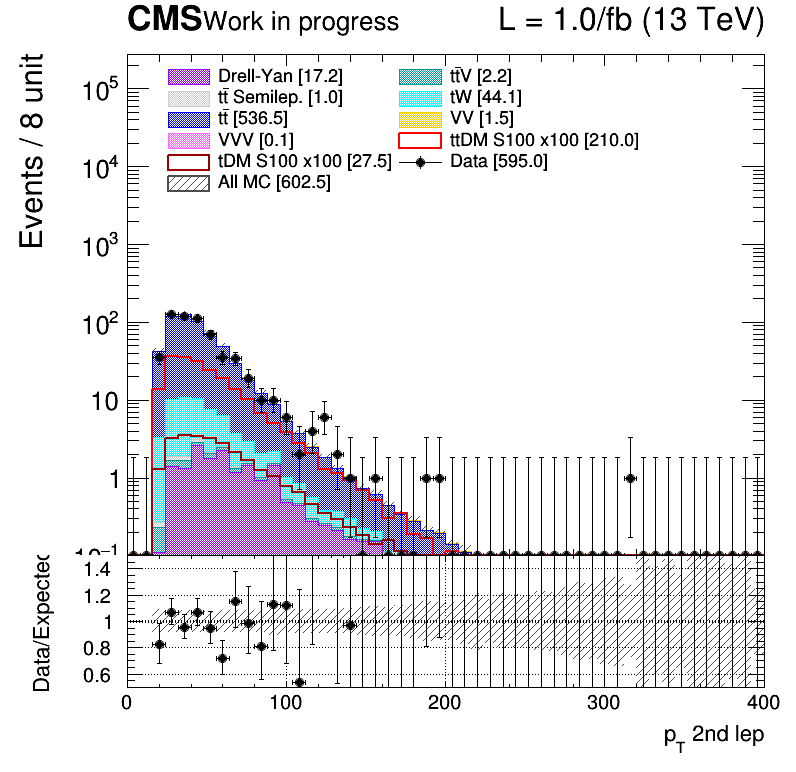 CMS Work in progress L = 1.0/fb (13 TeV)
Events / 8 unit
Drell-Yan [17.2] tt̄V [2.2]
tt̄ Semilep. [1.0] tW [44.1]
tt̄ [536.5] VV [1.5]
VVV [0.1] ttDM S100 x100 [210.0]
tDM S100 x100 [27.5] Data [595.0]
All MC [602.5]
10⁵
10⁴
10³
10²
10
1
10⁻¹
Data/Expected
1.4
1.2
1
0.8
0.6
0 100 200 300 400
p_T 2nd lep